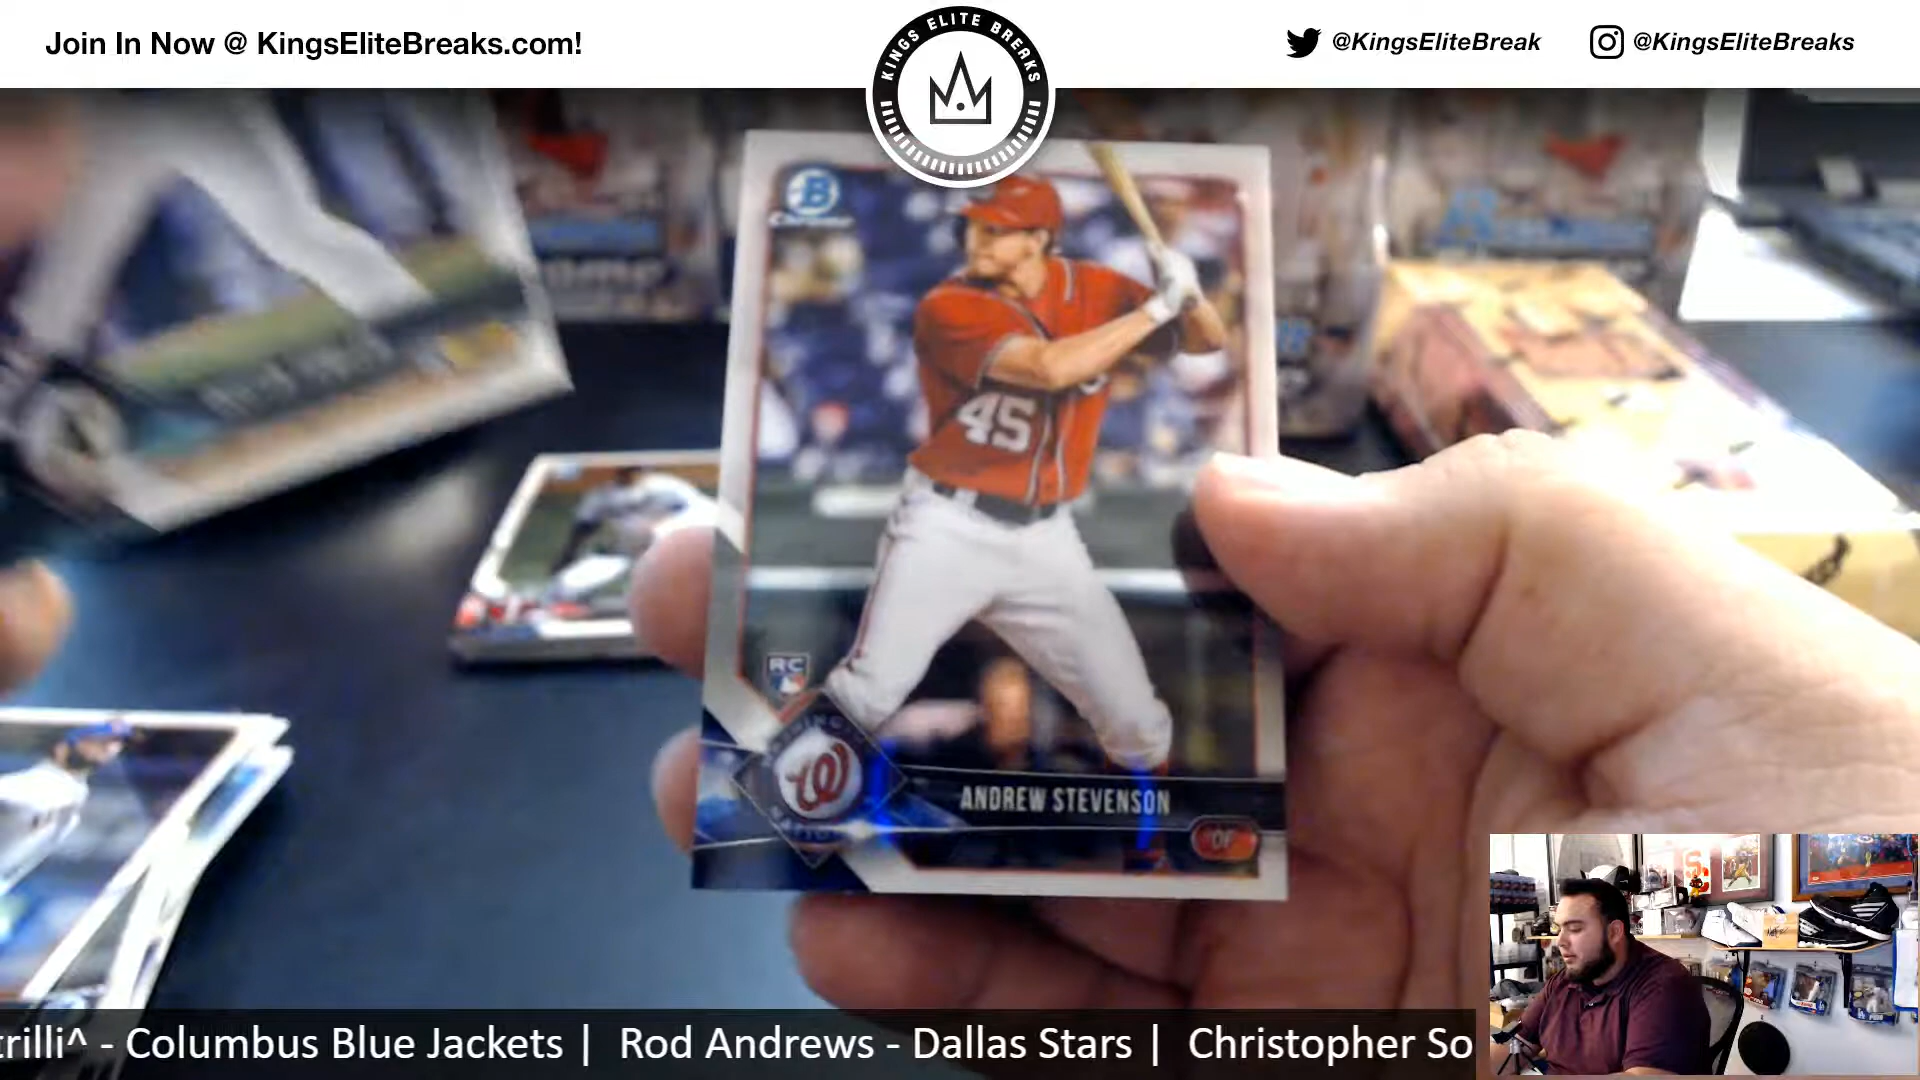 Join In Now @ KingsEliteBreaks.com!
KINGS ELITE BREAKS
@KingsEliteBreak
@KingsEliteBreaks
B
45
RC
W
ANDREW STEVENSON
OF
trilli^ - Columbus Blue Jackets | Rod Andrews - Dallas Stars | Christopher So